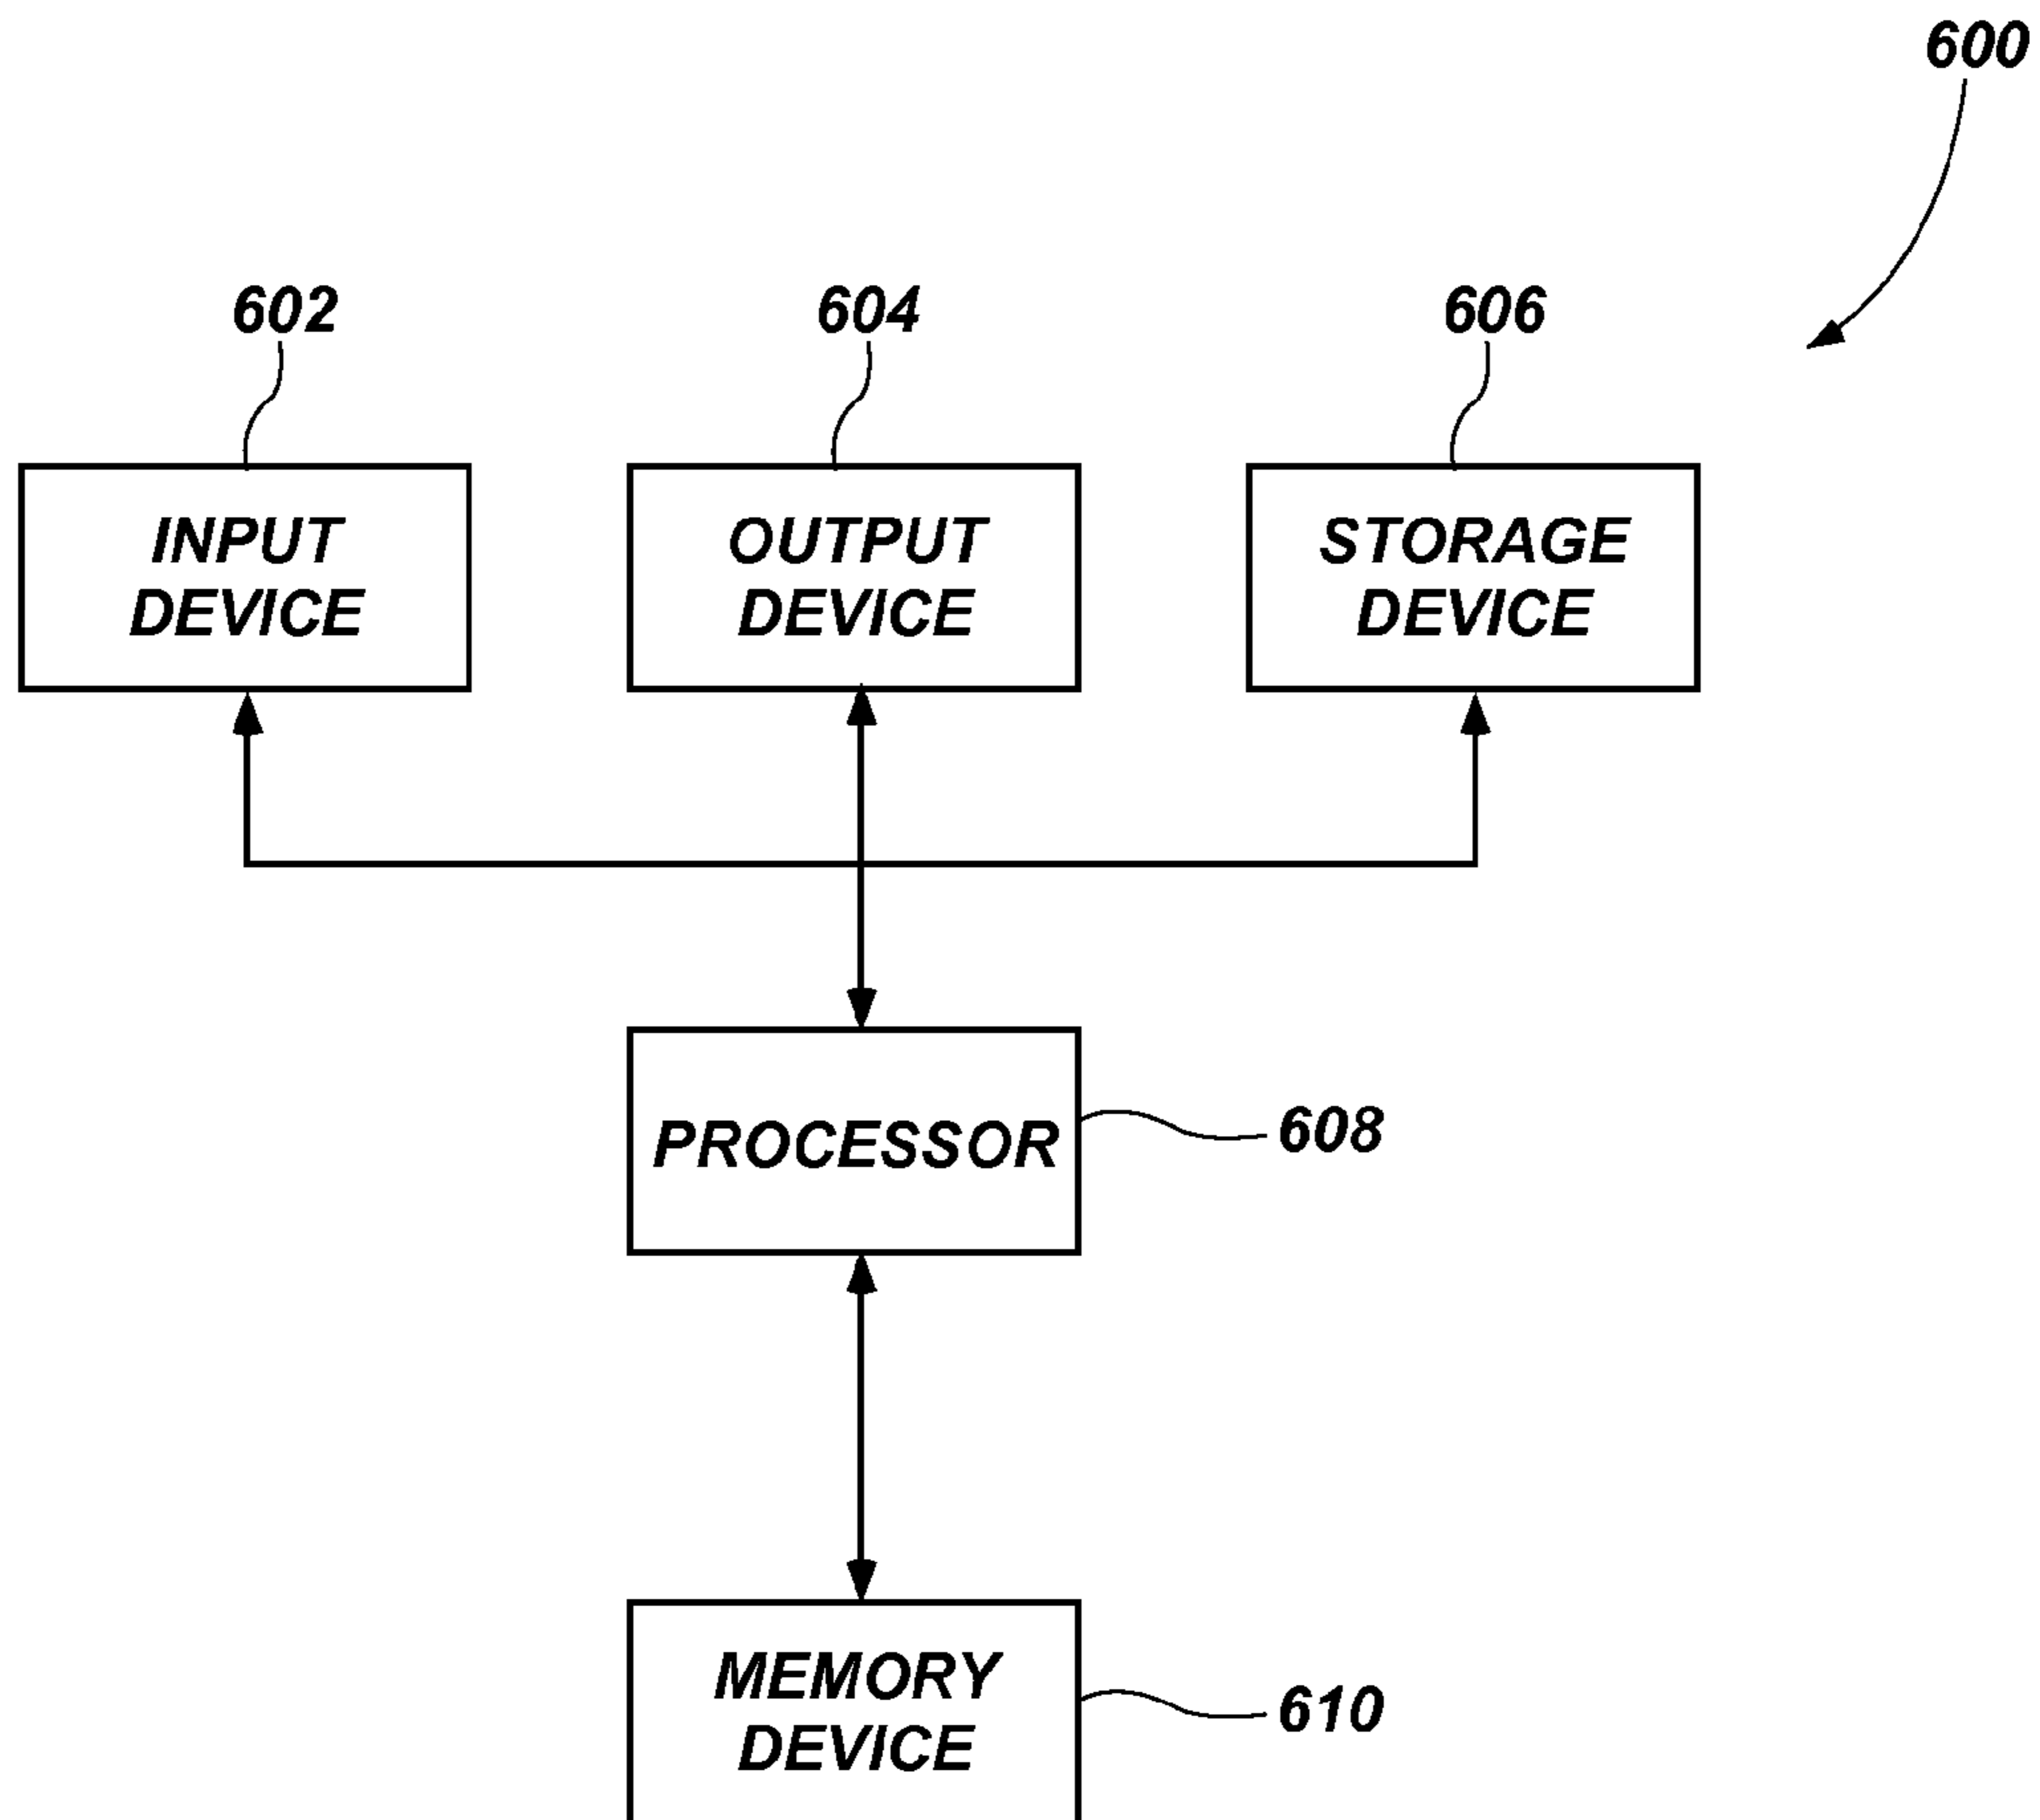 600
602
604
606
INPUT
DEVICE
OUTPUT
DEVICE
STORAGE
DEVICE
PROCESSOR
608
MEMORY
DEVICE
610